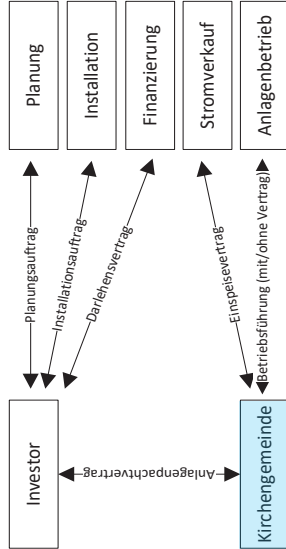 Investor
Kirchengemeinde
Anlagenpachtvertrag
Planungsauftrag
Installationsauftrag
Darlehensvertrag
Einspeisevertrag
Betriebsführung (mit/ohne Vertrag)
Planung
Installation
Finanzierung
Stromverkauf
Anlagenbetrieb